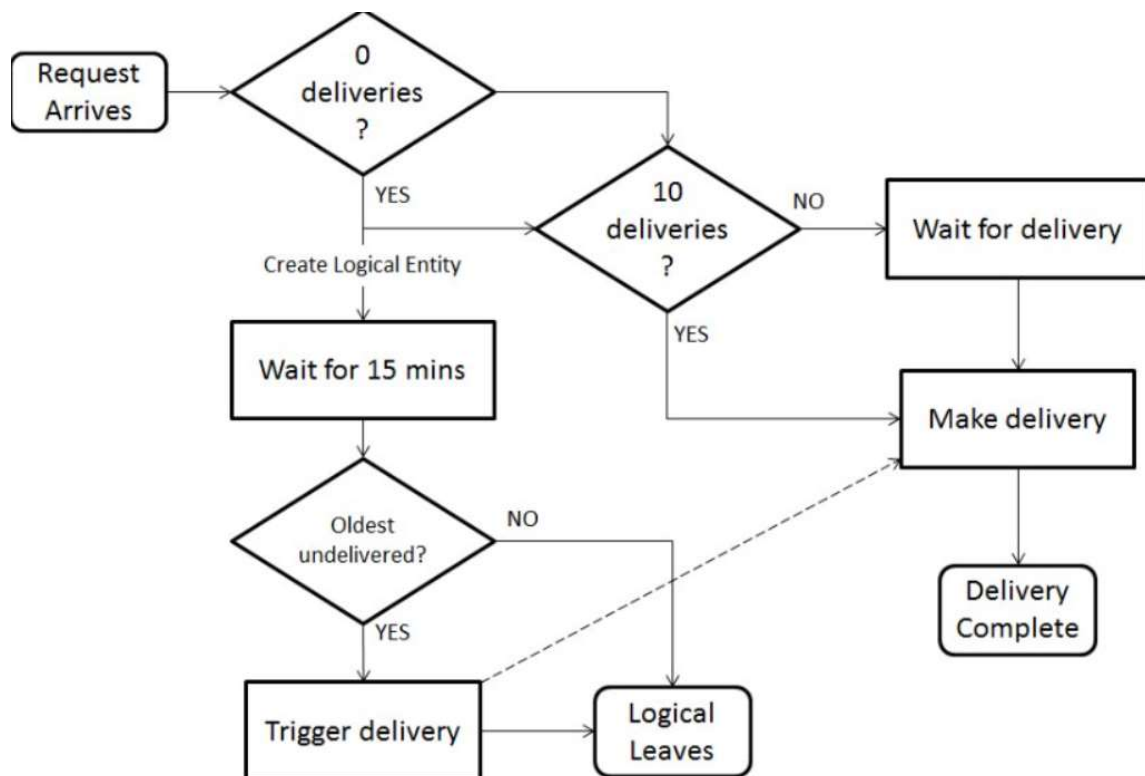 Request
Arrives
0
deliveries
?
YES
10
deliveries
?
NO
Wait for delivery
Create Logical Entity
YES
Wait for 15 mins
Make delivery
Oldest
undelivered?
NO
YES
Delivery
Complete
Trigger delivery
Logical
Leaves